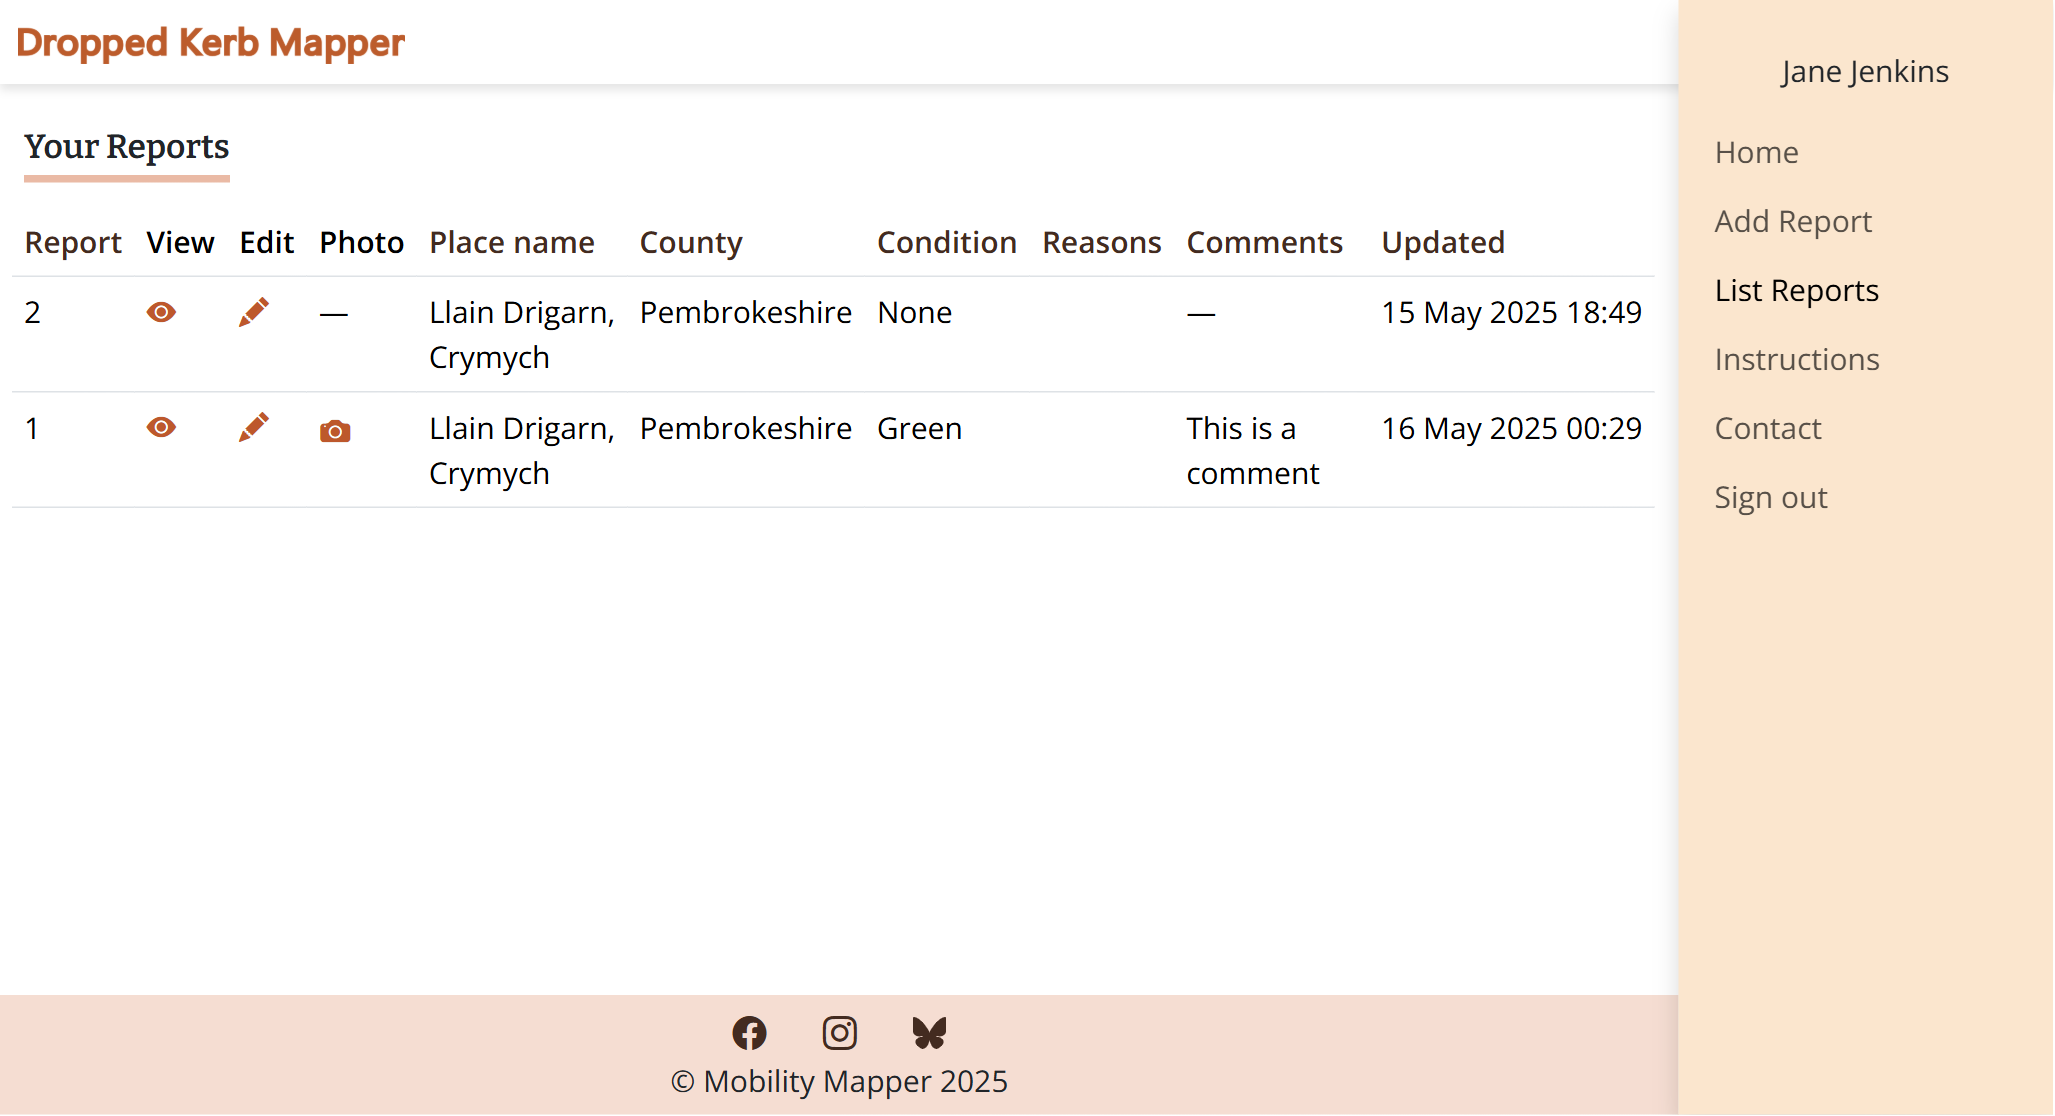 Dropped Kerb Mapper
Your Reports
Report View Edit Photo Place name County Condition Reasons Comments Updated
2 — Llain Drigarn, Pembrokeshire None — 15 May 2025 18:49
Crymych
1 Llain Drigarn, Pembrokeshire Green This is a 16 May 2025 00:29
Crymych comment
© Mobility Mapper 2025
Jane Jenkins
Home
Add Report
List Reports
Instructions
Contact
Sign out